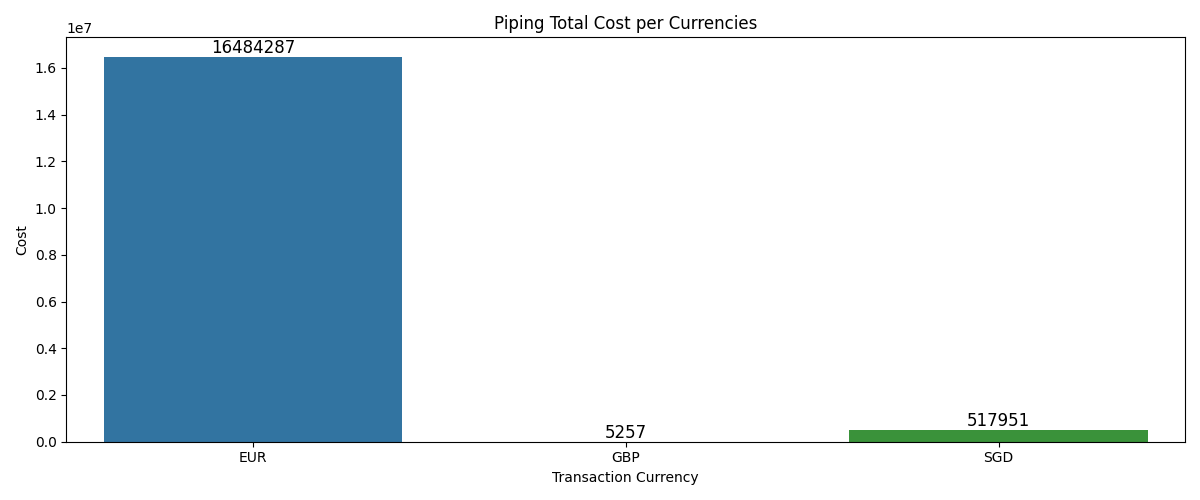 Piping Total Cost per Currencies
1e7
16484287
5257
517951
1.6
1.4
1.2
1.0
0.8
0.6
0.4
0.2
0.0
Cost
EUR
GBP
SGD
Transaction Currency